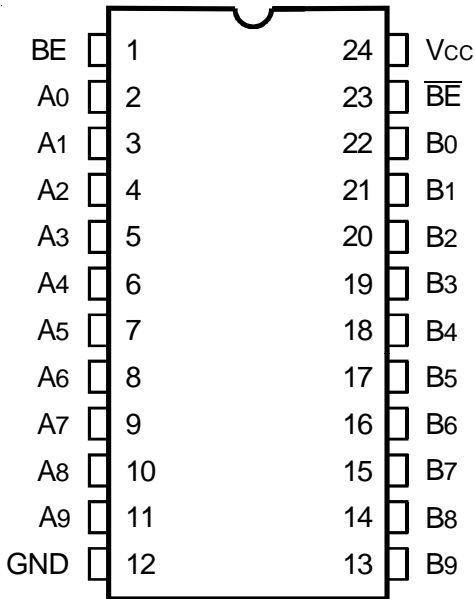 BE 1 24 Vcc
A0 2 23 B̅E̅
A1 3 22 B0
A2 4 21 B1
A3 5 20 B2
A4 6 19 B3
A5 7 18 B4
A6 8 17 B5
A7 9 16 B6
A8 10 15 B7
A9 11 14 B8
GND 12 13 B9